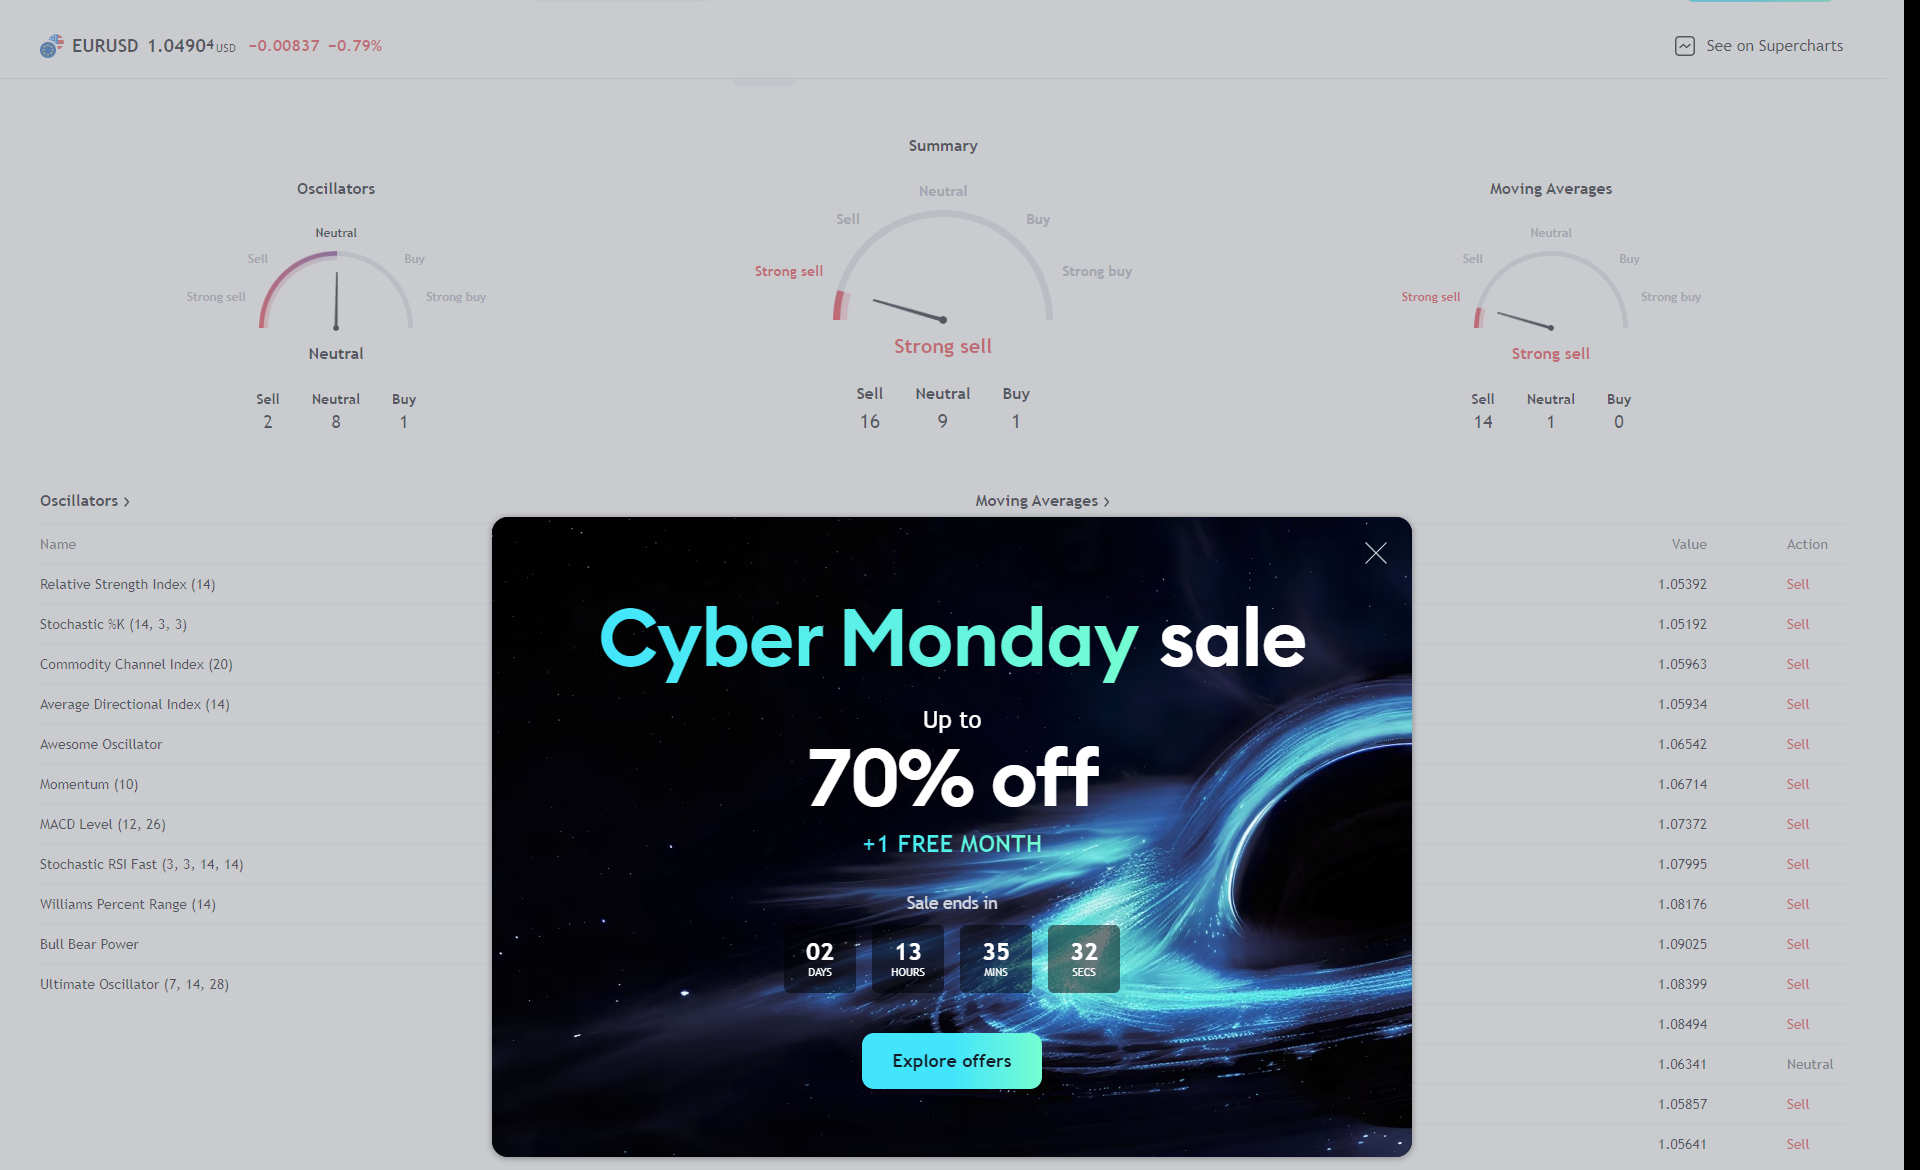 EURUSD 1.04904 USD −0.00837 −0.79%
See on Supercharts
Summary
Neutral
Sell
Buy
Strong sell
Strong buy
Strong sell
Sell Neutral Buy
16 9 1
Oscillators
Neutral
Sell
Buy
Strong sell
Strong buy
Neutral
Sell Neutral Buy
2 8 1
Moving Averages
Neutral
Sell
Buy
Strong sell
Strong buy
Strong sell
Sell Neutral Buy
14 1 0
Oscillators
Name
Relative Strength Index (14)
Stochastic %K (14, 3, 3)
Commodity Channel Index (20)
Average Directional Index (14)
Awesome Oscillator
Momentum (10)
MACD Level (12, 26)
Stochastic RSI Fast (3, 3, 14, 14)
Williams Percent Range (14)
Bull Bear Power
Ultimate Oscillator (7, 14, 28)
Moving Averages
Value Action
1.05392 Sell
1.05192 Sell
1.05963 Sell
1.05934 Sell
1.06542 Sell
1.06714 Sell
1.07372 Sell
1.07995 Sell
1.08176 Sell
1.09025 Sell
1.08399 Sell
1.08494 Sell
1.06341 Neutral
1.05857 Sell
1.05641 Sell
Cyber Monday sale
Up to
70% off
+1 FREE MONTH
Sale ends in
02 13 35 32
DAYS HOURS MINS SECS
Explore offers